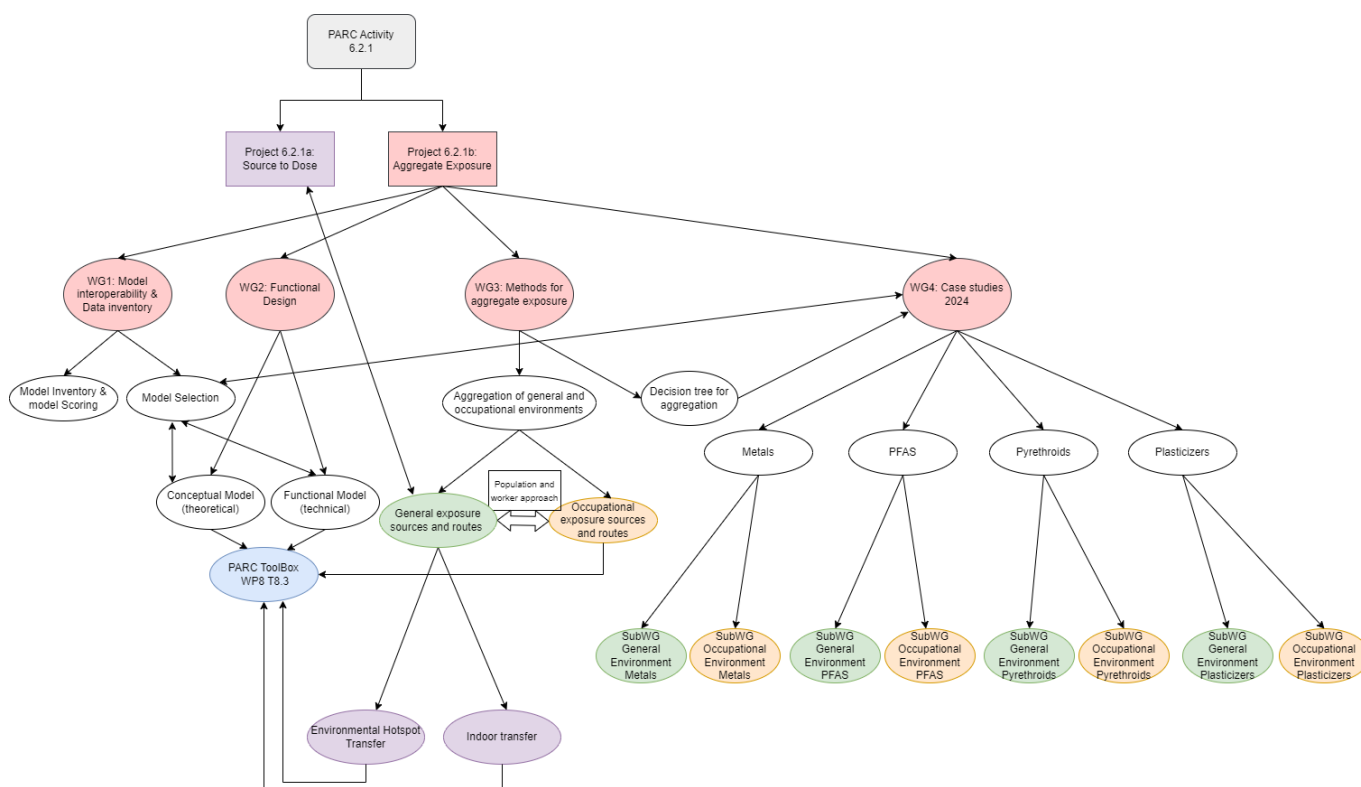 PARC Activity
6.2.1
Project 6.2.1a:
Source to Dose
Project 6.2.1b:
Aggregate Exposure
WG1: Model
interoperability &
Data inventory
WG2: Functional
Design
WG3: Methods for
aggregate exposure
WG4: Case studies
2024
Model Inventory &
model Scoring
Model Selection
Aggregation of general and
occupational environments
Decision tree for
aggregation
Metals
PFAS
Pyrethroids
Plasticizers
Conceptual Model
(theoretical)
Functional Model
(technical)
General exposure
sources and routes
Population and
worker approach
Occupational
exposure sources
and routes
PARC ToolBox
WP8 T8.3
SubWG
General
Environment
Metals
SubWG
Occupational
Environment
Metals
SubWG
General
Environment
PFAS
SubWG
Occupational
Environment
PFAS
SubWG
General
Environment
Pyrethroids
SubWG
Occupational
Environment
Pyrethroids
SubWG
General
Environment
Plasticizers
SubWG
Occupational
Environment
Plasticizers
Environmental Hotspot
Transfer
Indoor transfer